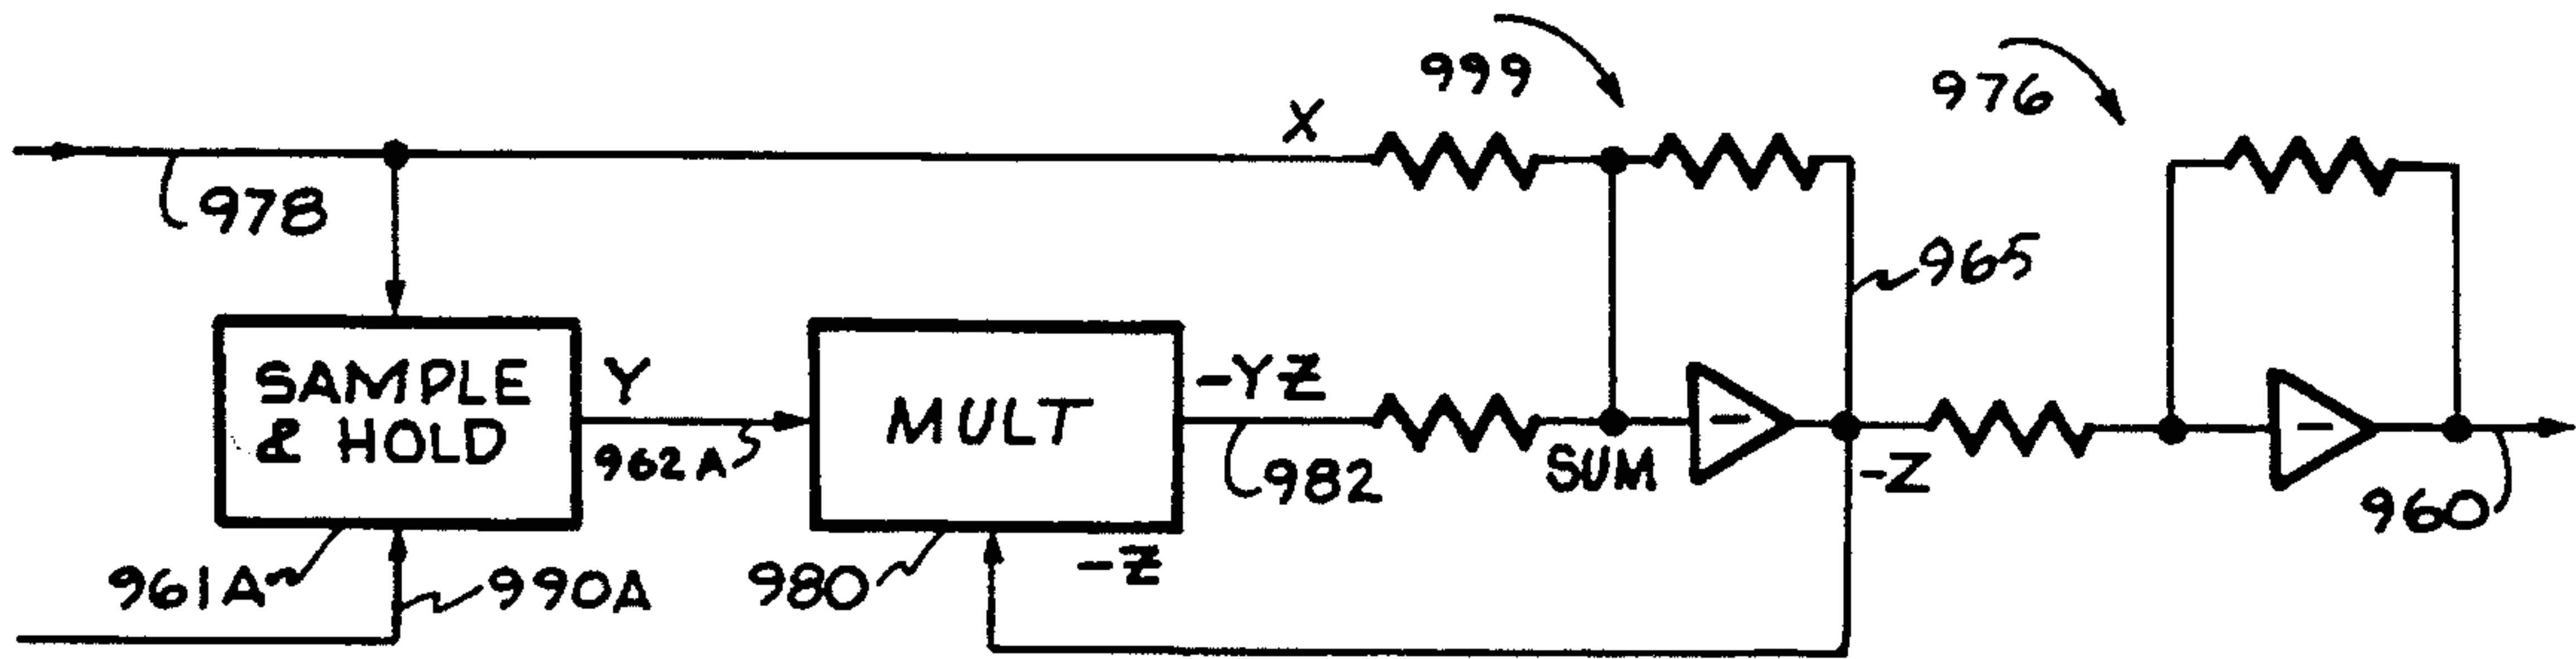 999
976
X
978
965
SAMPLE
& HOLD
Y
962A
MULT
-YZ
982
SUM
-
-Z
-
960
961A
990A
980
-Z